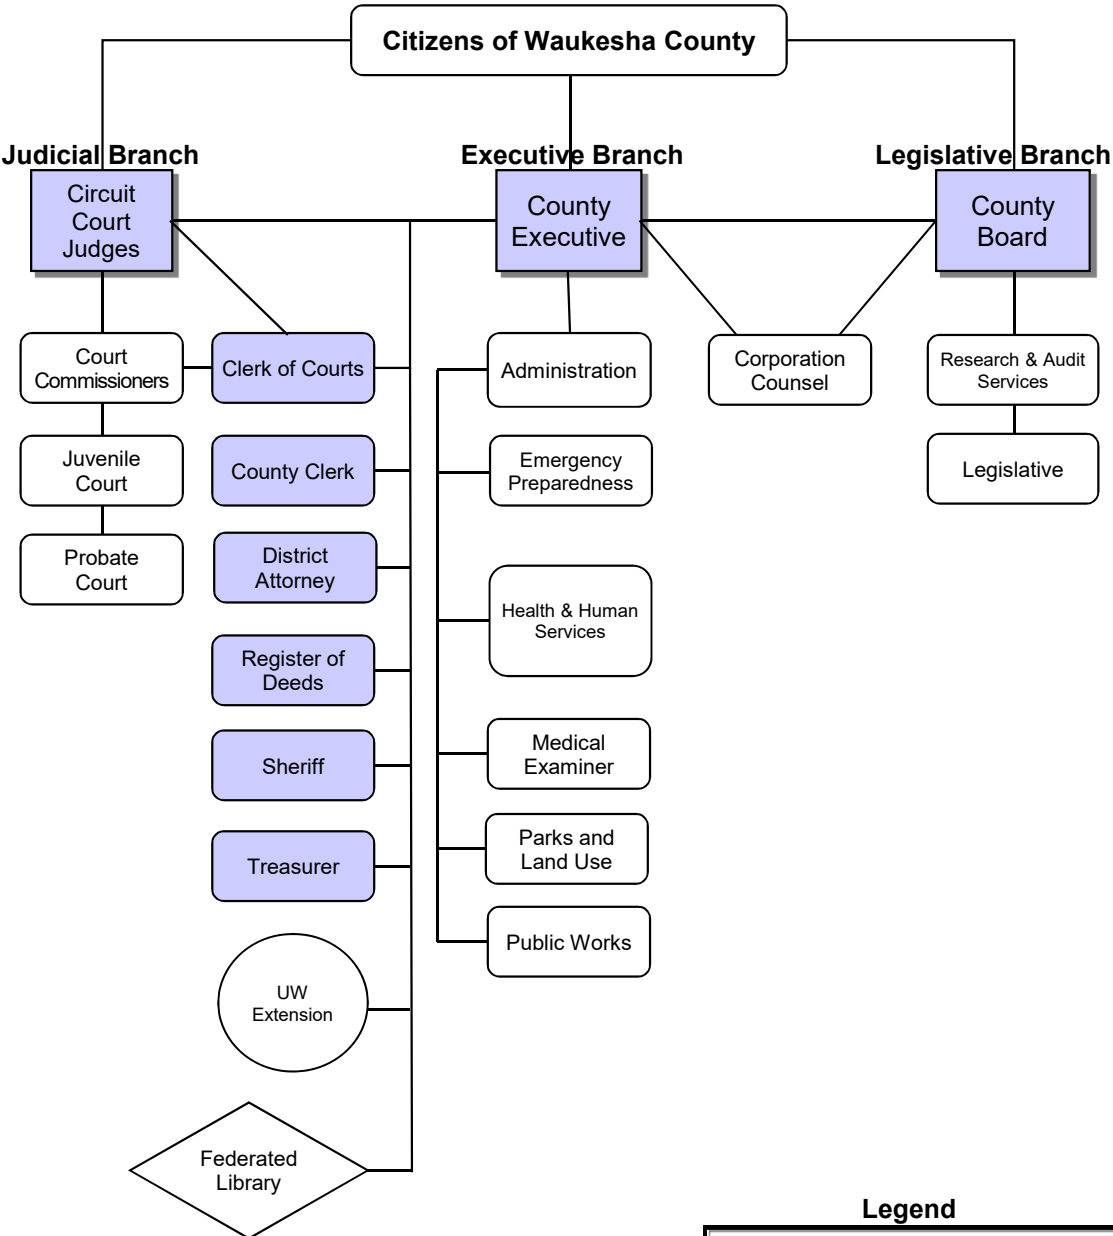 Citizens of Waukesha County
Judicial Branch
Executive Branch
Legislative Branch
Circuit
Court
Judges
County
Executive
County
Board
Court
Commissioners
Clerk of Courts
Administration
Corporation
Counsel
Research & Audit
Services
Juvenile
Court
County Clerk
Emergency
Preparedness
Legislative
Probate
Court
District
Attorney
Health & Human
Services
Register of
Deeds
Sheriff
Medical
Examiner
Treasurer
Parks and
Land Use
Public Works
UW
Extension
Federated
Library
Legend